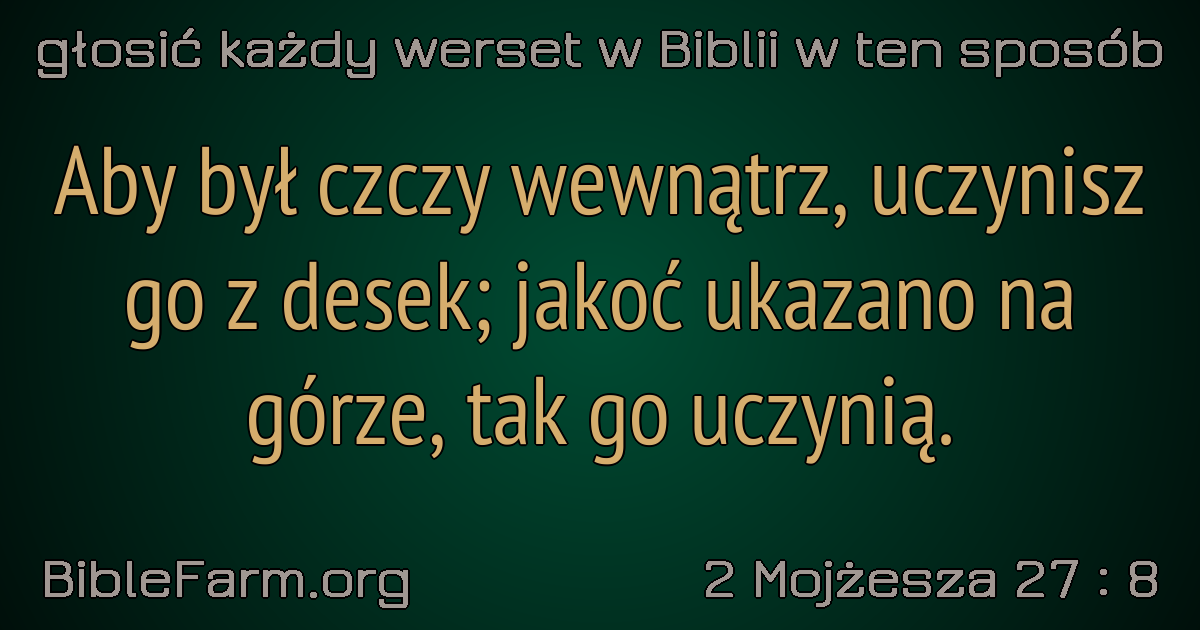 głosić każdy werset w Biblii w ten sposób
Aby był czczy wewnątrz, uczynisz
go z desek; jakoć ukazano na
górze, tak go uczynią.
BibleFarm.org
2 Mojżesza 27 : 8